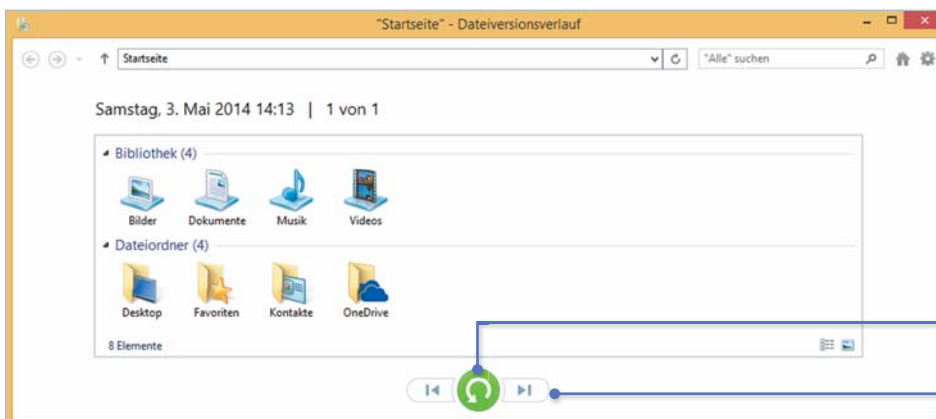 "Startseite" - Dateiversionsverlauf
Startseite
"Alle" suchen
Samstag, 3. Mai 2014 14:13 | 1 von 1
Bibliothek (4)
Bilder Dokumente Musik Videos
Dateiordner (4)
Desktop Favoriten Kontakte OneDrive
8 Elemente